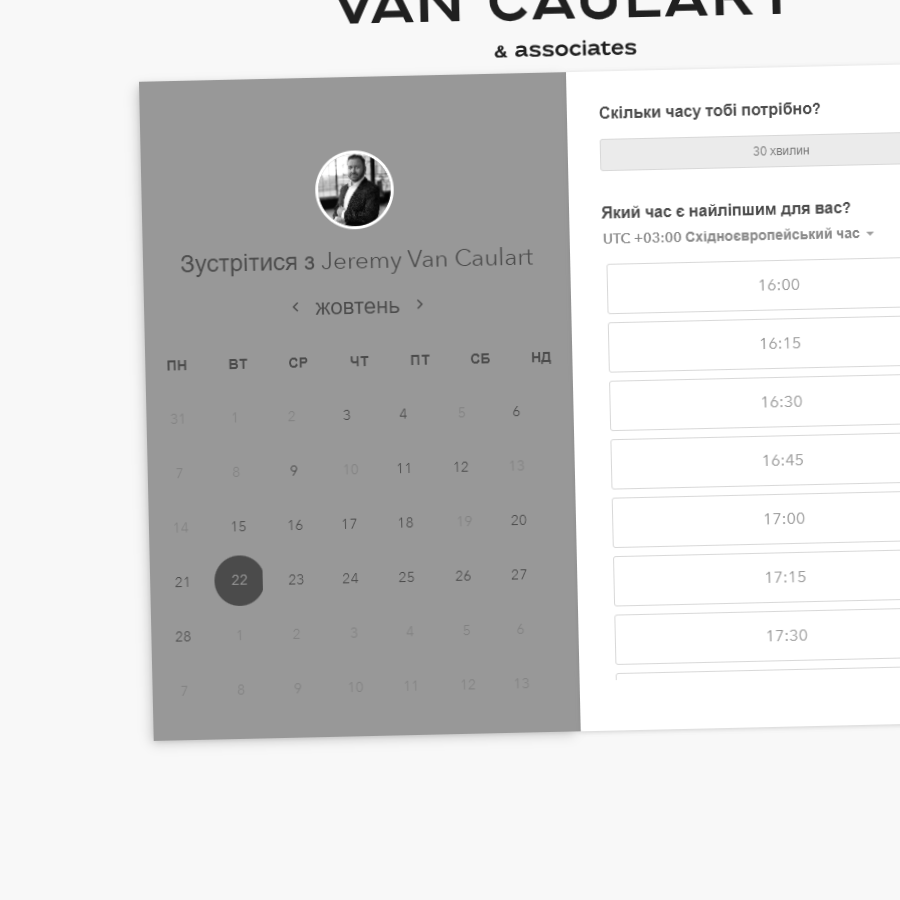 VAN CAULART
& associates
Зустрітися з Jeremy Van Caulart
жовтень
ПН ВТ СР ЧТ ПТ СБ НД
31 1 2 3 4 5 6
7 8 9 10 11 12 13
14 15 16 17 18 19 20
21 22 23 24 25 26 27
28 1 2 3 4 5 6
7 8 9 10 11 12 13
Скільки часу тобі потрібно?
30 хвилин
Який час є найліпшим для вас?
UTC +03:00 Східноєвропейський час
16:00
16:15
16:30
16:45
17:00
17:15
17:30